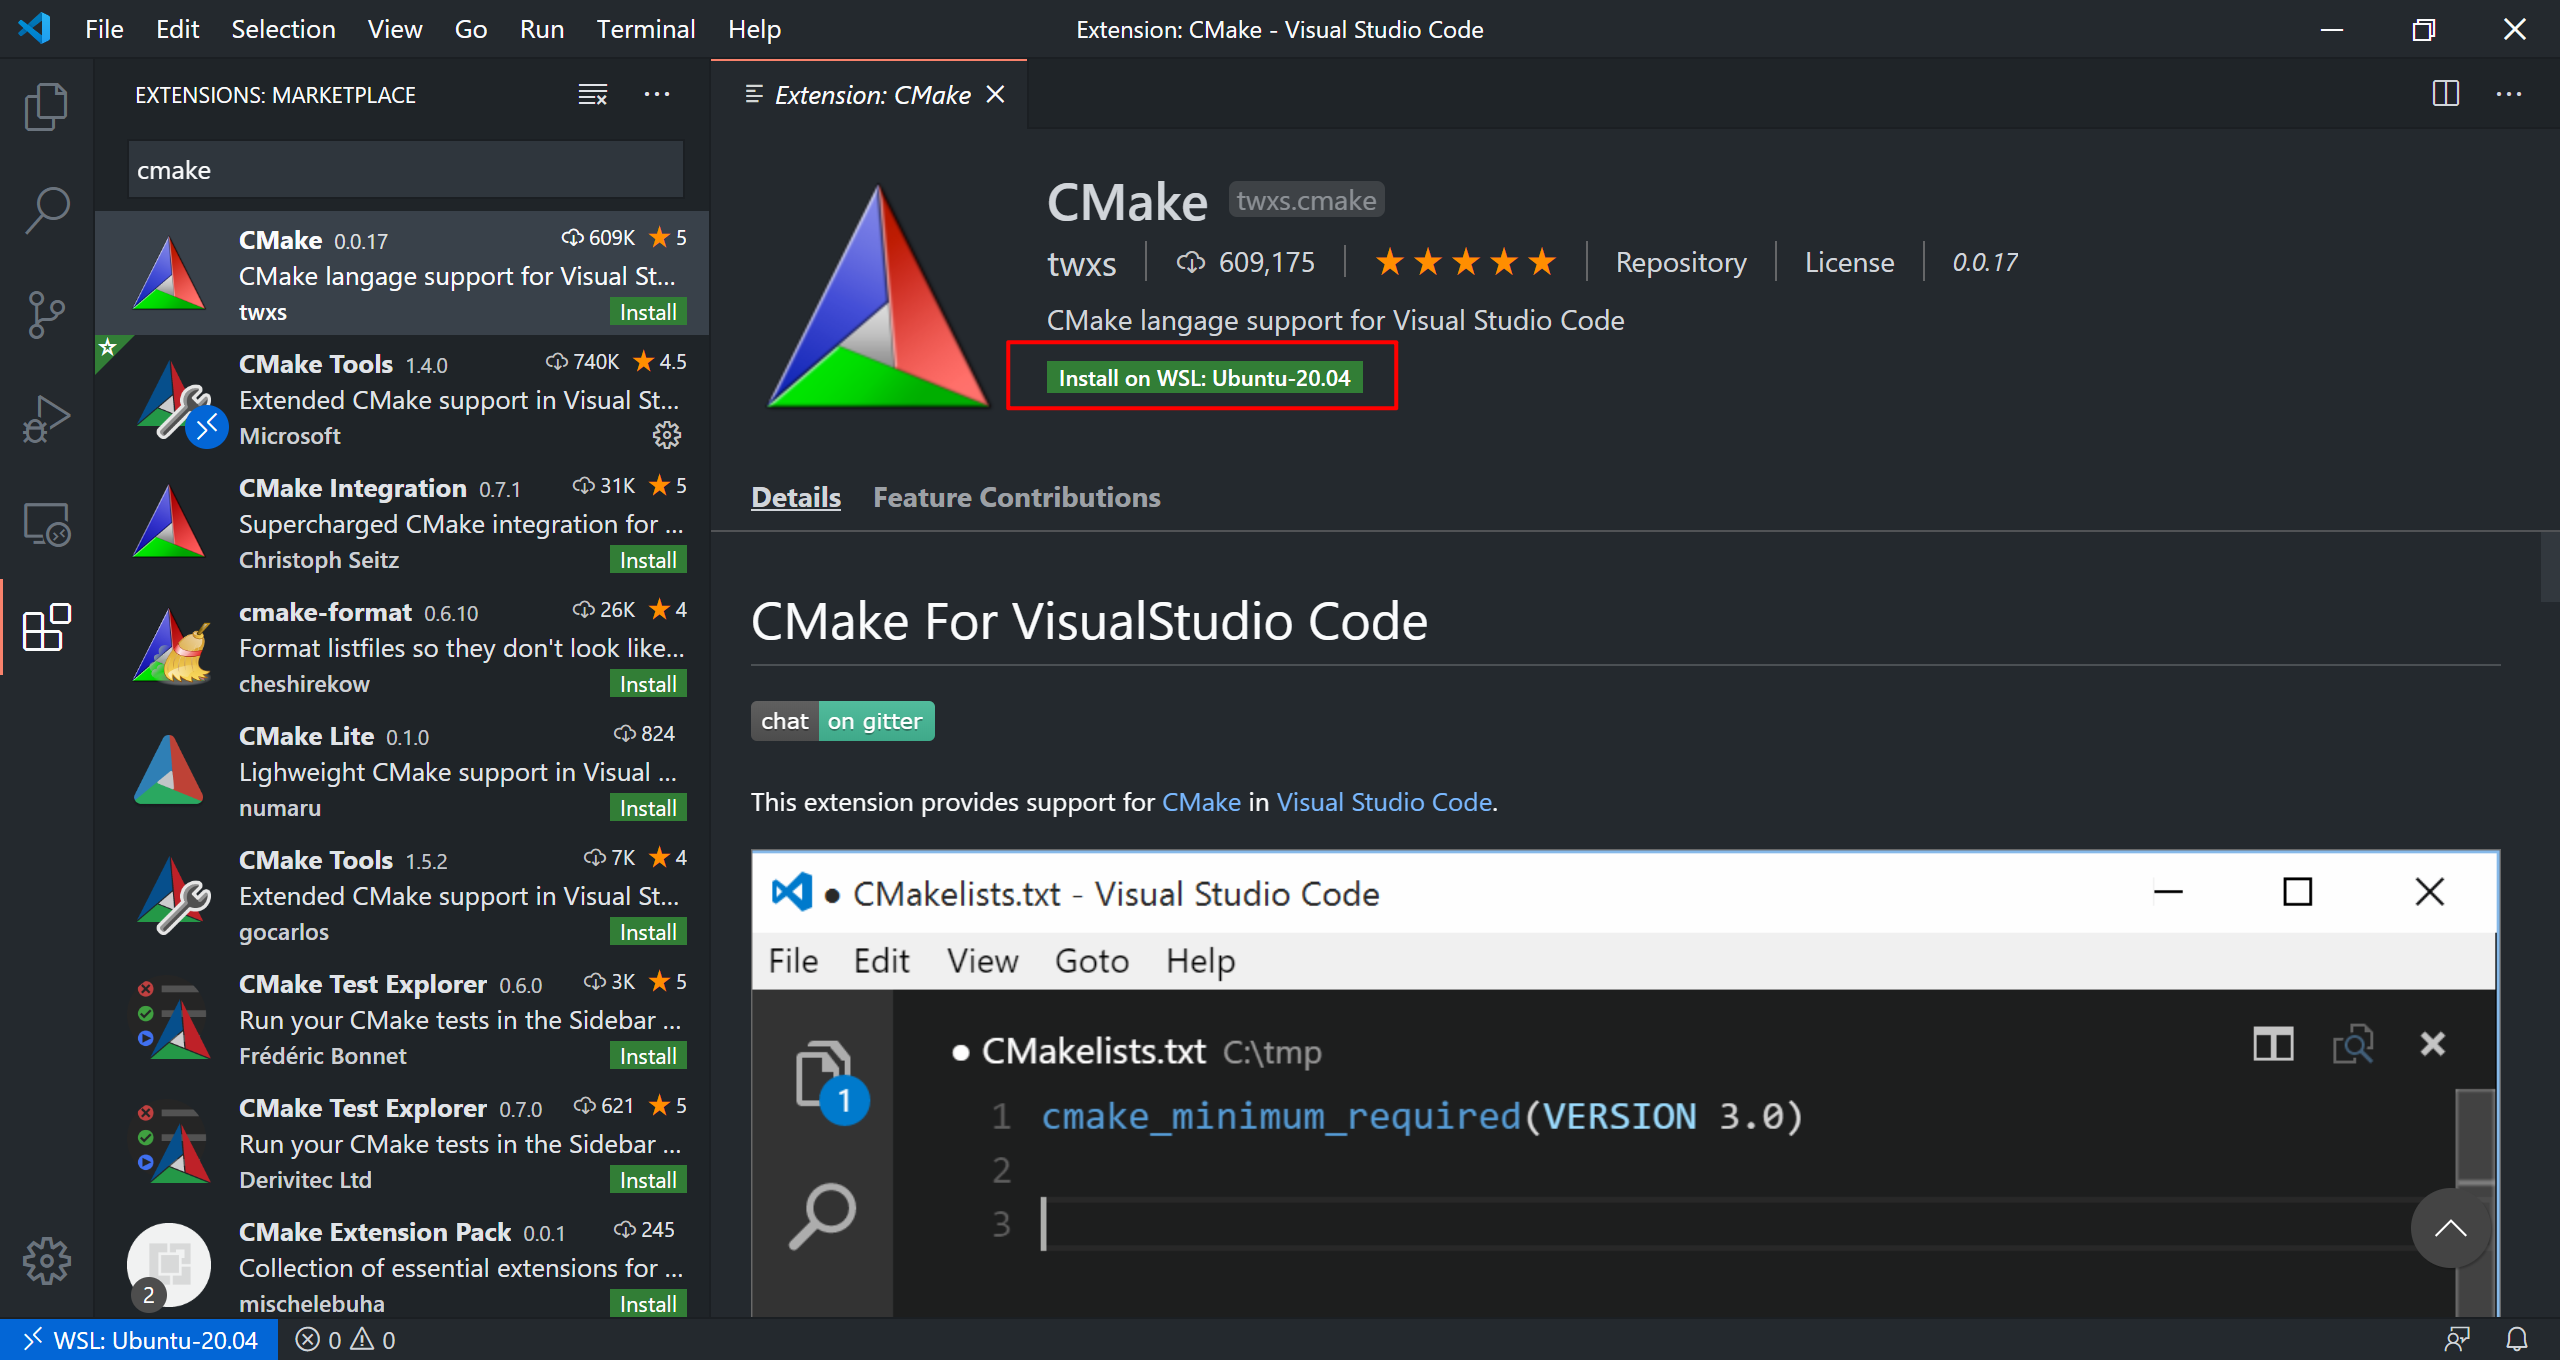 File Edit Selection View Go Run Terminal Help
Extension: CMake - Visual Studio Code
EXTENSIONS: MARKETPLACE
cmake
CMake 0.0.17 609K 5
CMake langage support for Visual St...
twxs Install
CMake Tools 1.4.0 740K 4.5
Extended CMake support in Visual St...
Microsoft
CMake Integration 0.7.1 31K 5
Supercharged CMake integration for ...
Christoph Seitz Install
cmake-format 0.6.10 26K 4
Format listfiles so they don't look like...
cheshirekow Install
CMake Lite 0.1.0 824
Lighweight CMake support in Visual ...
numaru Install
CMake Tools 1.5.2 7K 4
Extended CMake support in Visual St...
gocarlos Install
CMake Test Explorer 0.6.0 3K 5
Run your CMake tests in the Sidebar ...
Frédéric Bonnet Install
CMake Test Explorer 0.7.0 621 5
Run your CMake tests in the Sidebar ...
Derivitec Ltd Install
CMake Extension Pack 0.0.1 245
Collection of essential extensions for ...
2 mischelebuha Install
Extension: CMake
CMake twxs.cmake
twxs 609,175 Repository License 0.0.17
CMake langage support for Visual Studio Code
Install on WSL: Ubuntu-20.04
Details Feature Contributions
CMake For VisualStudio Code
chat on gitter
This extension provides support for CMake in Visual Studio Code.
● CMakelists.txt - Visual Studio Code
File Edit View Goto Help
1
● CMakelists.txt C:\tmp
1 cmake_minimum_required(VERSION 3.0)
2
3
WSL: Ubuntu-20.04 0 0